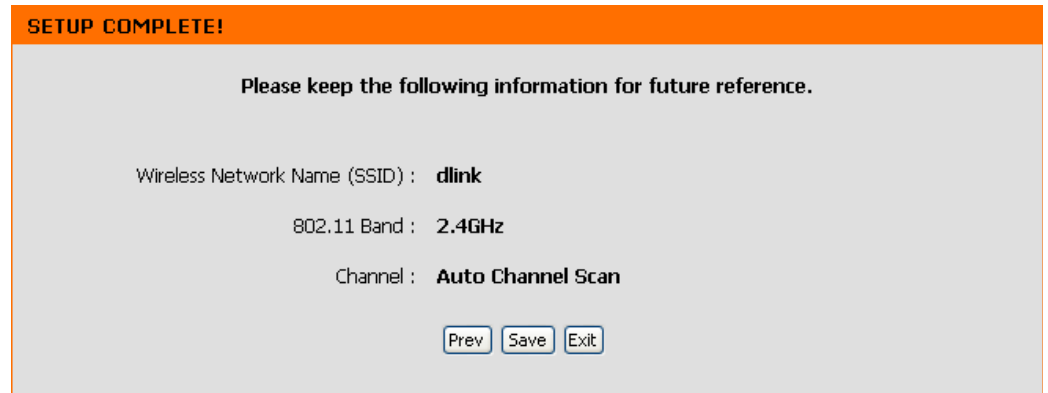 SETUP COMPLETE!
Please keep the following information for future reference.
Wireless Network Name (SSID) : dlink
802.11 Band : 2.4GHz
Channel : Auto Channel Scan
Prev Save Exit